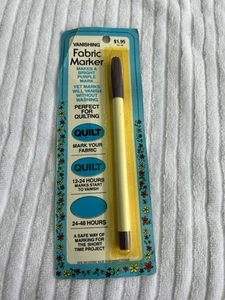 VANISHING
$1.95
Fabric
Marker
MAKES A
BRIGHT
PURPLE
MARK...
YET MARKS
WILL VANISH
WITHOUT
WASHING
PERFECT
FOR
QUILTING
QUILT
MARK YOUR
FABRIC
QUILT
12-24 HOURS
MARKS START
TO VANISH
24-48 HOURS
A SAFE WAY OF
MARKING FOR THE
SHORT
TIME PROJECT